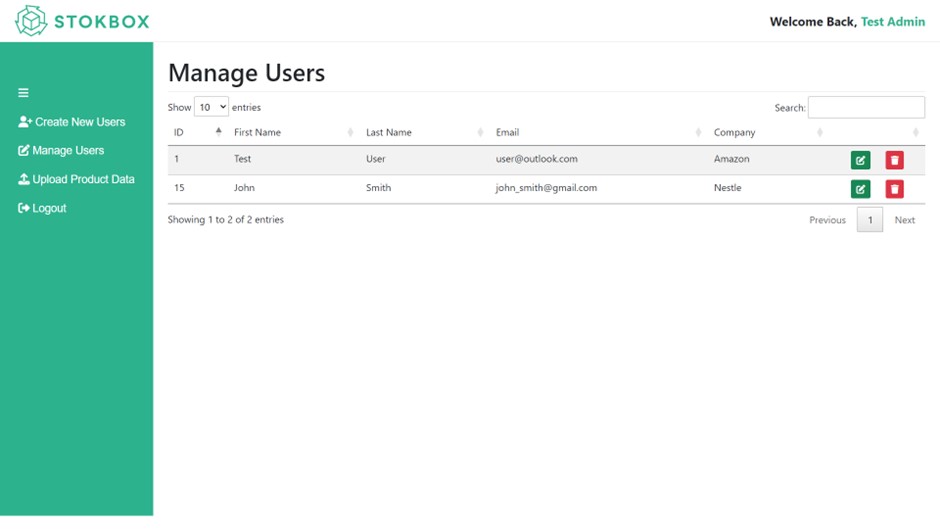 STOKBOX
Welcome Back, Test Admin
Create New Users
Manage Users
Upload Product Data
Logout
Manage Users
Show 10 entries
Search:
ID First Name Last Name Email Company
1 Test User user@outlook.com Amazon
15 John Smith john_smith@gmail.com Nestle
Showing 1 to 2 of 2 entries
Previous 1 Next